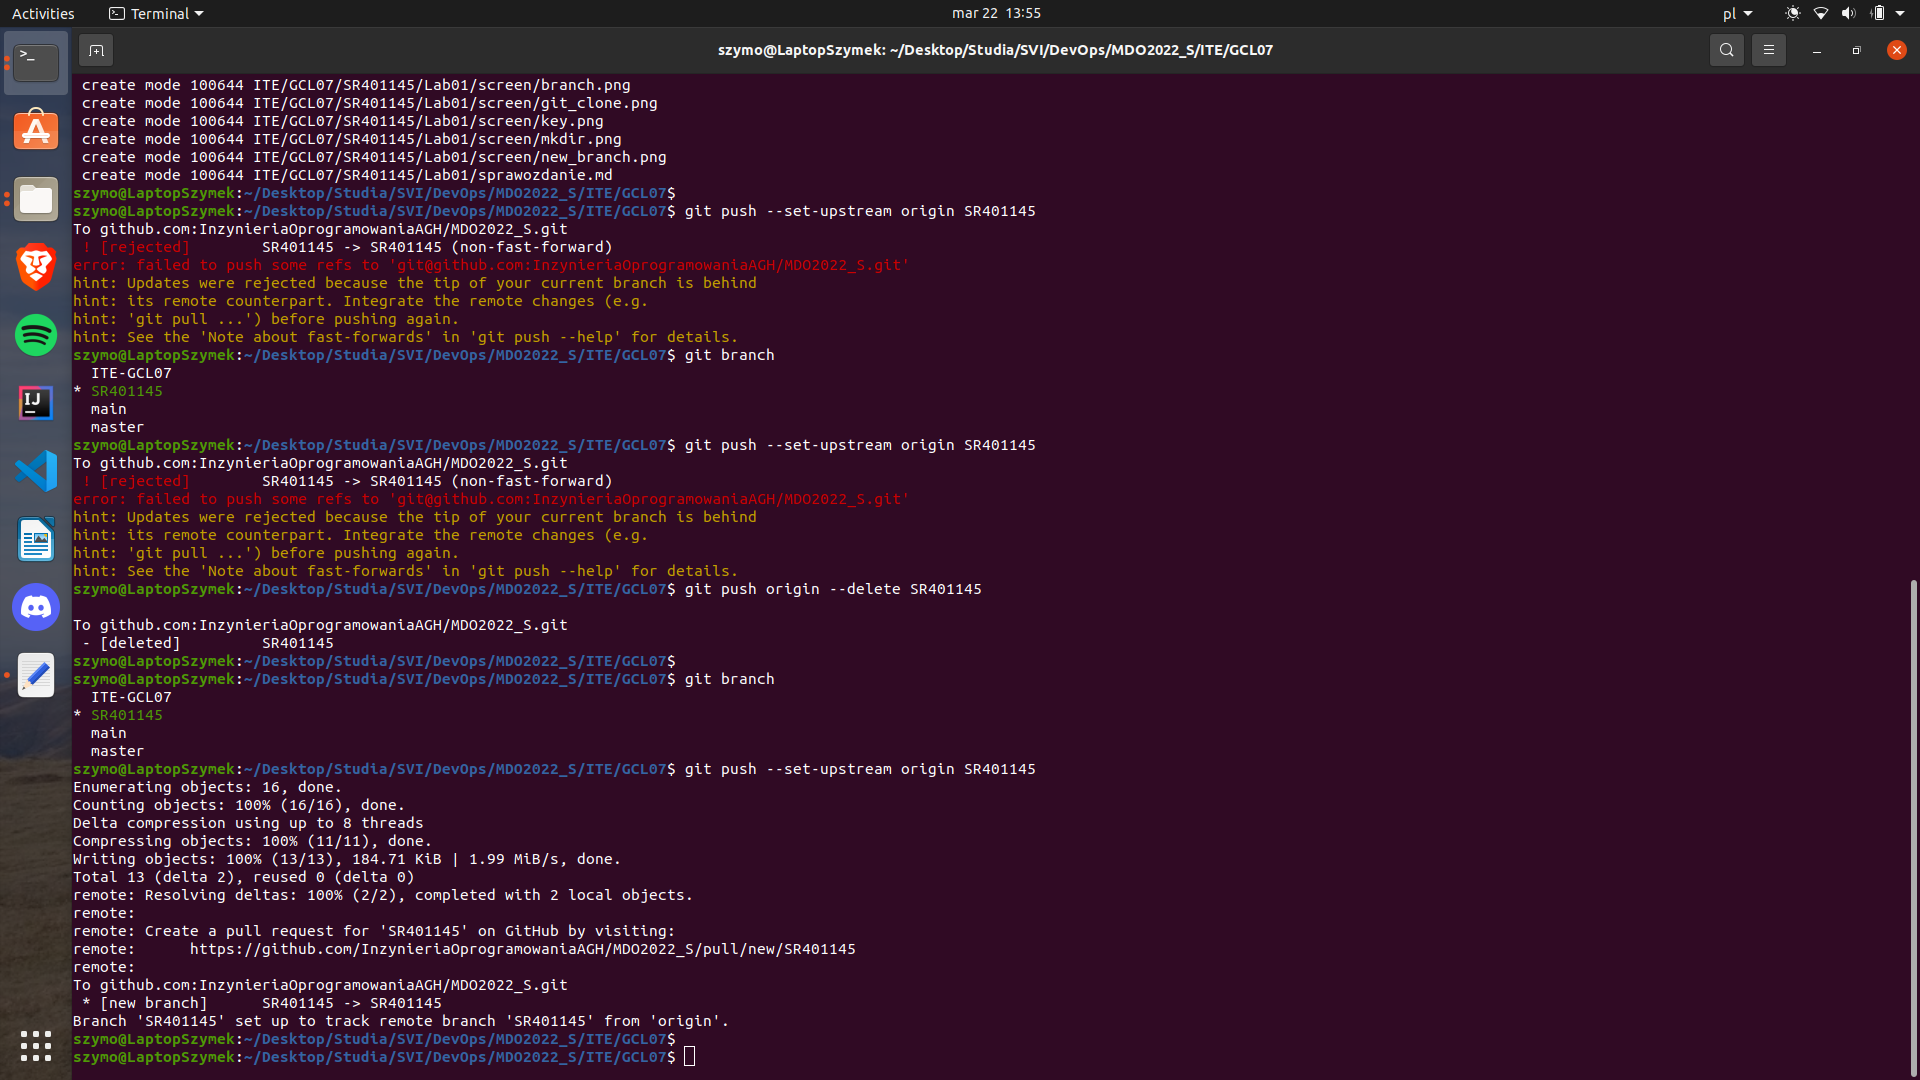 Activities
Terminal
mar 22 13:55
pl
szymo@LaptopSzymek: ~/Desktop/Studia/SVI/DevOps/MDO2022_S/ITE/GCL07
create mode 100644 ITE/GCL07/SR401145/Lab01/screen/branch.png
create mode 100644 ITE/GCL07/SR401145/Lab01/screen/git_clone.png
create mode 100644 ITE/GCL07/SR401145/Lab01/screen/key.png
create mode 100644 ITE/GCL07/SR401145/Lab01/screen/mkdir.png
create mode 100644 ITE/GCL07/SR401145/Lab01/screen/new_branch.png
create mode 100644 ITE/GCL07/SR401145/Lab01/sprawozdanie.md
szymo@LaptopSzymek:~/Desktop/Studia/SVI/DevOps/MDO2022_S/ITE/GCL07$
szymo@LaptopSzymek:~/Desktop/Studia/SVI/DevOps/MDO2022_S/ITE/GCL07$ git push --set-upstream origin SR401145
To github.com:InzynieriaOprogramowaniaAGH/MDO2022_S.git
! [rejected]        SR401145 -> SR401145 (non-fast-forward)
error: failed to push some refs to 'git@github.com:InzynieriaOprogramowaniaAGH/MDO2022_S.git'
hint: Updates were rejected because the tip of your current branch is behind
hint: its remote counterpart. Integrate the remote changes (e.g.
hint: 'git pull ...') before pushing again.
hint: See the 'Note about fast-forwards' in 'git push --help' for details.
szymo@LaptopSzymek:~/Desktop/Studia/SVI/DevOps/MDO2022_S/ITE/GCL07$ git branch
ITE-GCL07
* SR401145
main
master
szymo@LaptopSzymek:~/Desktop/Studia/SVI/DevOps/MDO2022_S/ITE/GCL07$ git push --set-upstream origin SR401145
To github.com:InzynieriaOprogramowaniaAGH/MDO2022_S.git
! [rejected]        SR401145 -> SR401145 (non-fast-forward)
error: failed to push some refs to 'git@github.com:InzynieriaOprogramowaniaAGH/MDO2022_S.git'
hint: Updates were rejected because the tip of your current branch is behind
hint: its remote counterpart. Integrate the remote changes (e.g.
hint: 'git pull ...') before pushing again.
hint: See the 'Note about fast-forwards' in 'git push --help' for details.
szymo@LaptopSzymek:~/Desktop/Studia/SVI/DevOps/MDO2022_S/ITE/GCL07$ git push origin --delete SR401145
To github.com:InzynieriaOprogramowaniaAGH/MDO2022_S.git
- [deleted]         SR401145
szymo@LaptopSzymek:~/Desktop/Studia/SVI/DevOps/MDO2022_S/ITE/GCL07$
szymo@LaptopSzymek:~/Desktop/Studia/SVI/DevOps/MDO2022_S/ITE/GCL07$ git branch
ITE-GCL07
* SR401145
main
master
szymo@LaptopSzymek:~/Desktop/Studia/SVI/DevOps/MDO2022_S/ITE/GCL07$ git push --set-upstream origin SR401145
Enumerating objects: 16, done.
Counting objects: 100% (16/16), done.
Delta compression using up to 8 threads
Compressing objects: 100% (11/11), done.
Writing objects: 100% (13/13), 184.71 KiB | 1.99 MiB/s, done.
Total 13 (delta 2), reused 0 (delta 0)
remote: Resolving deltas: 100% (2/2), completed with 2 local objects.
remote:
remote: Create a pull request for 'SR401145' on GitHub by visiting:
remote:      https://github.com/InzynieriaOprogramowaniaAGH/MDO2022_S/pull/new/SR401145
remote:
To github.com:InzynieriaOprogramowaniaAGH/MDO2022_S.git
* [new branch]      SR401145 -> SR401145
Branch 'SR401145' set up to track remote branch 'SR401145' from 'origin'.
szymo@LaptopSzymek:~/Desktop/Studia/SVI/DevOps/MDO2022_S/ITE/GCL07$
szymo@LaptopSzymek:~/Desktop/Studia/SVI/DevOps/MDO2022_S/ITE/GCL07$